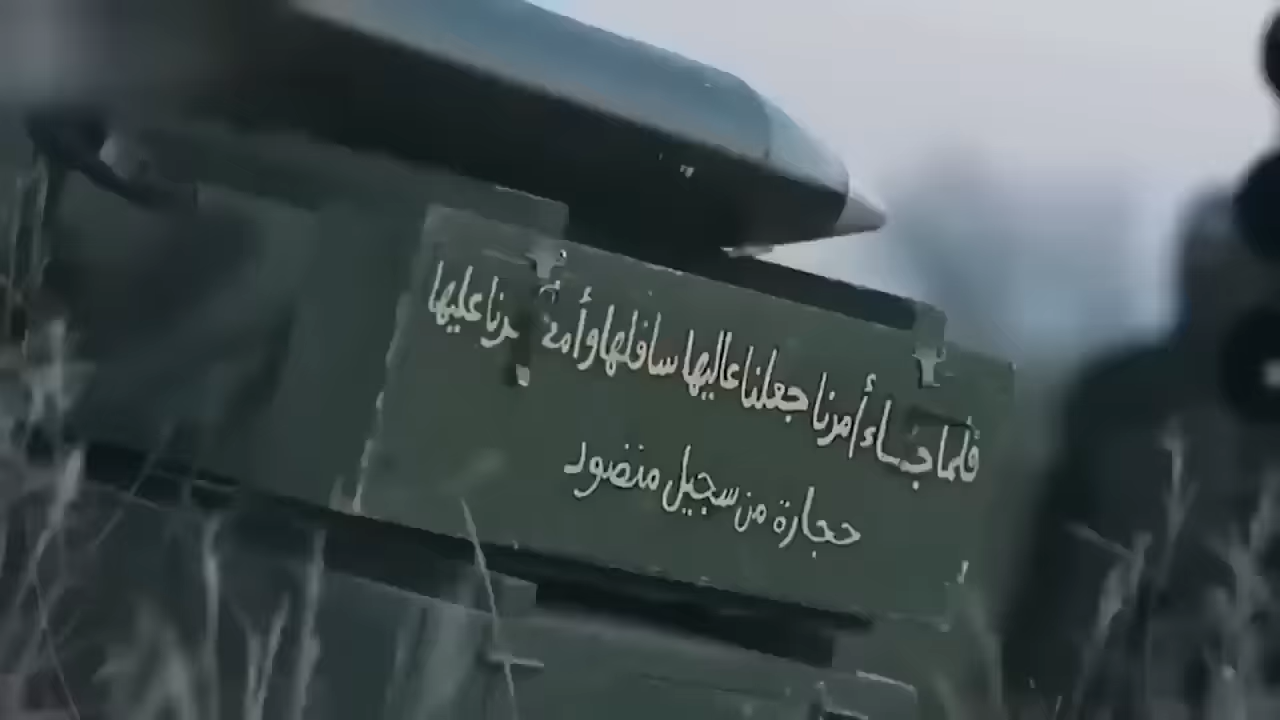 فلما جاء أمرنا جعلنا عاليها سافلها وأمطرنا عليها
حجارة من سجيل منضود